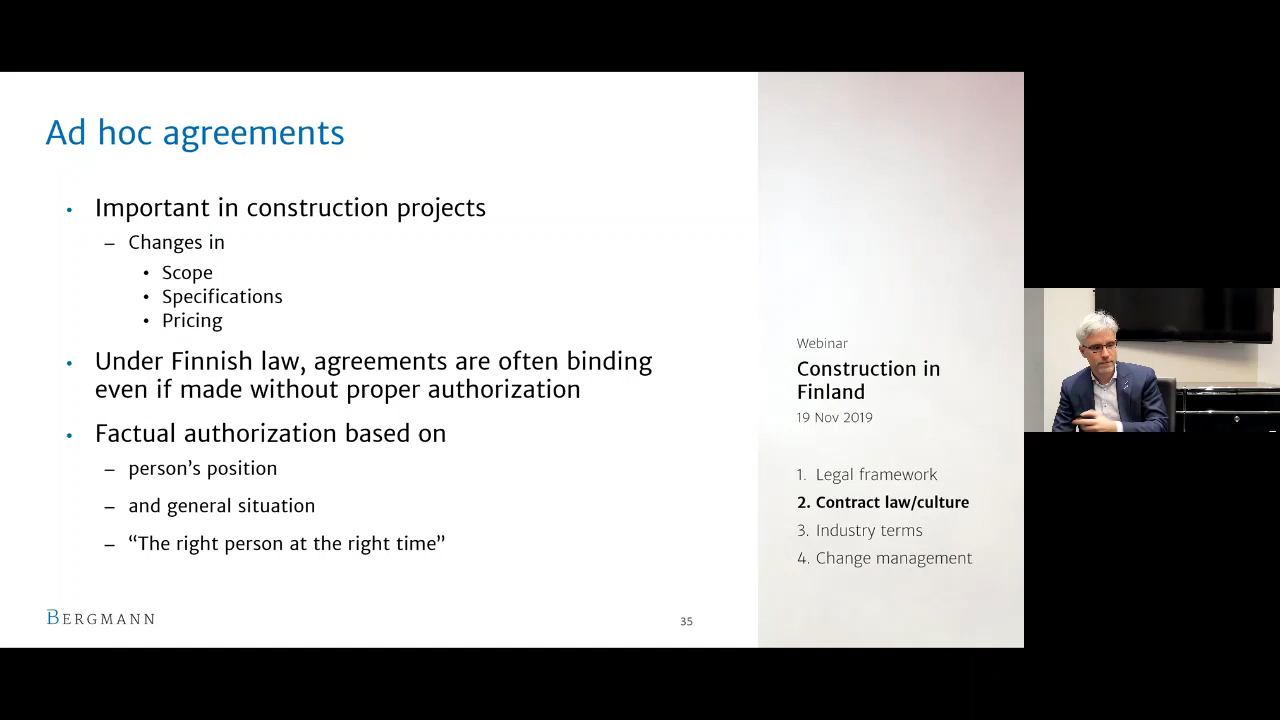 Ad hoc agreements
• Important in construction projects
– Changes in
• Scope
• Specifications
• Pricing
• Under Finnish law, agreements are often binding
even if made without proper authorization
• Factual authorization based on
– person’s position
– and general situation
– “The right person at the right time”
BERGMANN
35
Webinar
Construction in
Finland
19 Nov 2019
1. Legal framework
2. Contract law/culture
3. Industry terms
4. Change management